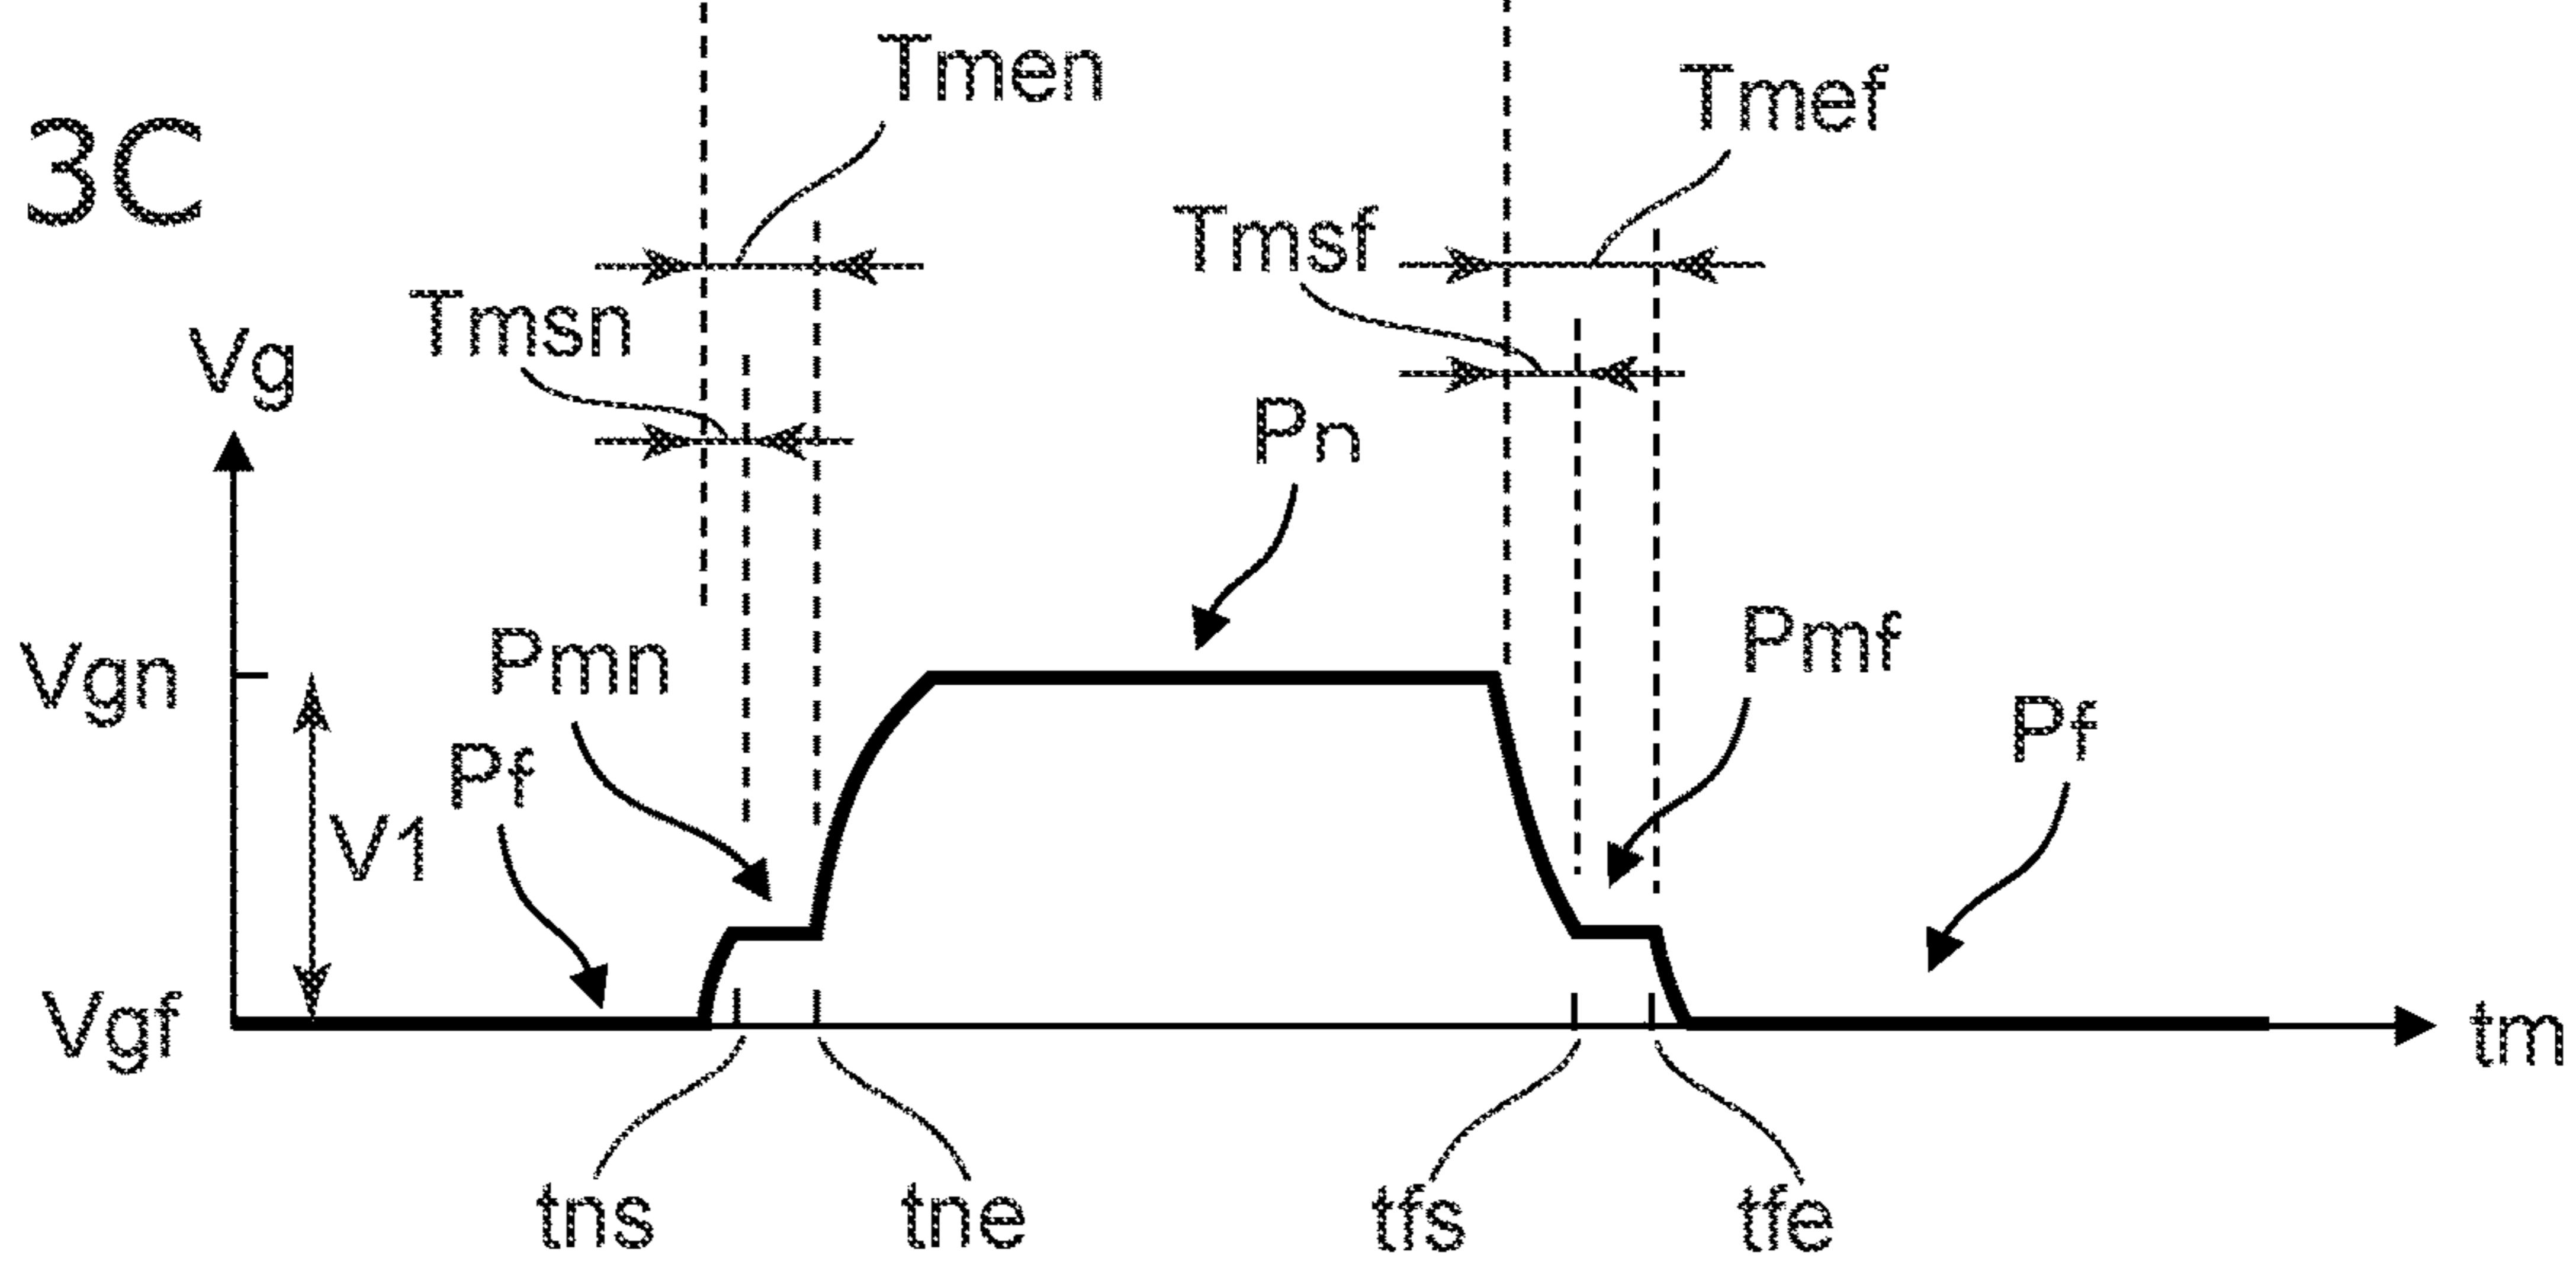 Tmen
Tmef
3C
Tmsf
Tmsn
Vg
Pn
Pmf
Vgn
Pmn
Pf
Pf
V1
Vgf
tm
tns
tne
tfs
tfe